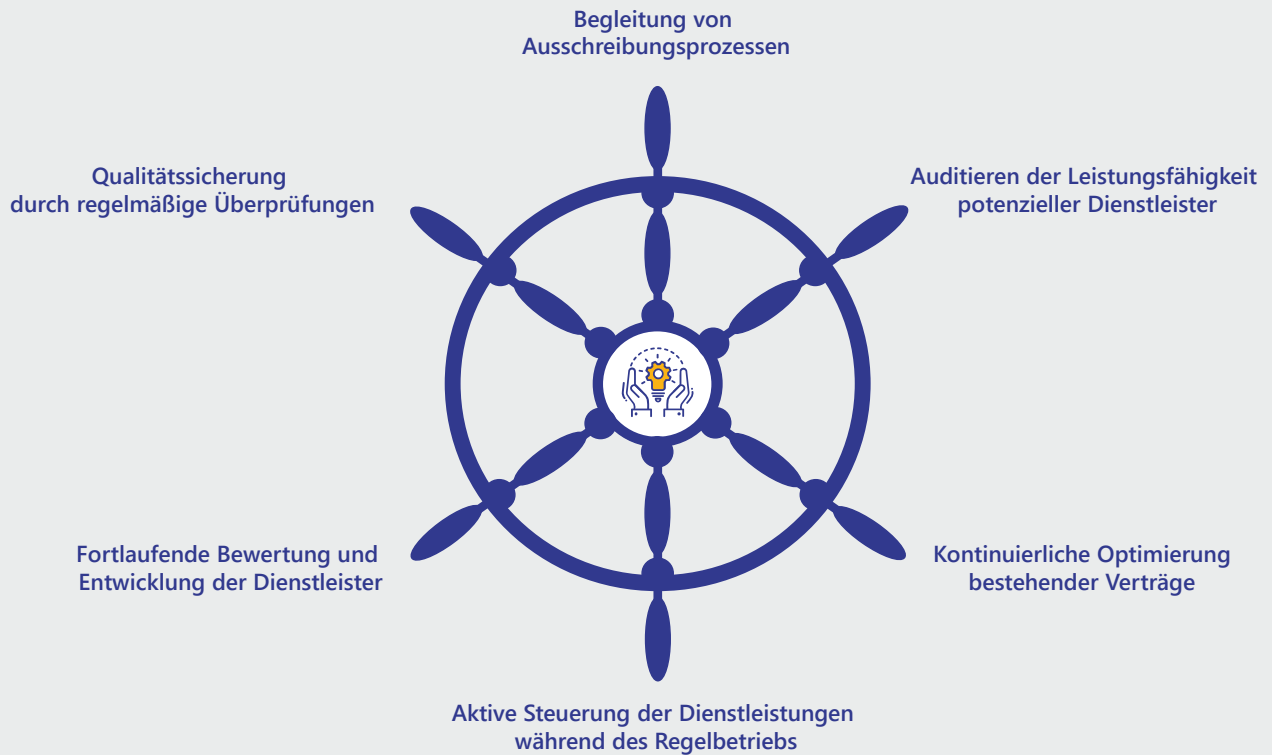 Begleitung von
Ausschreibungsprozessen
Qualitätssicherung
durch regelmäßige Überprüfungen
Auditieren der Leistungsfähigkeit
potenzieller Dienstleister
Fortlaufende Bewertung und
Entwicklung der Dienstleister
Kontinuierliche Optimierung
bestehender Verträge
Aktive Steuerung der Dienstleistungen
während des Regelbetriebs